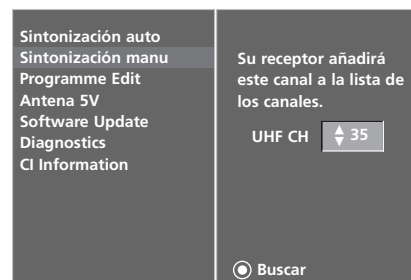 Sintonización auto
Sintonización manu
Programme Edit
Antena 5V
Software Update
Diagnostics
CI Information
Su receptor añadirá
este canal a la lista de
los canales.
UHF CH 35
Buscar